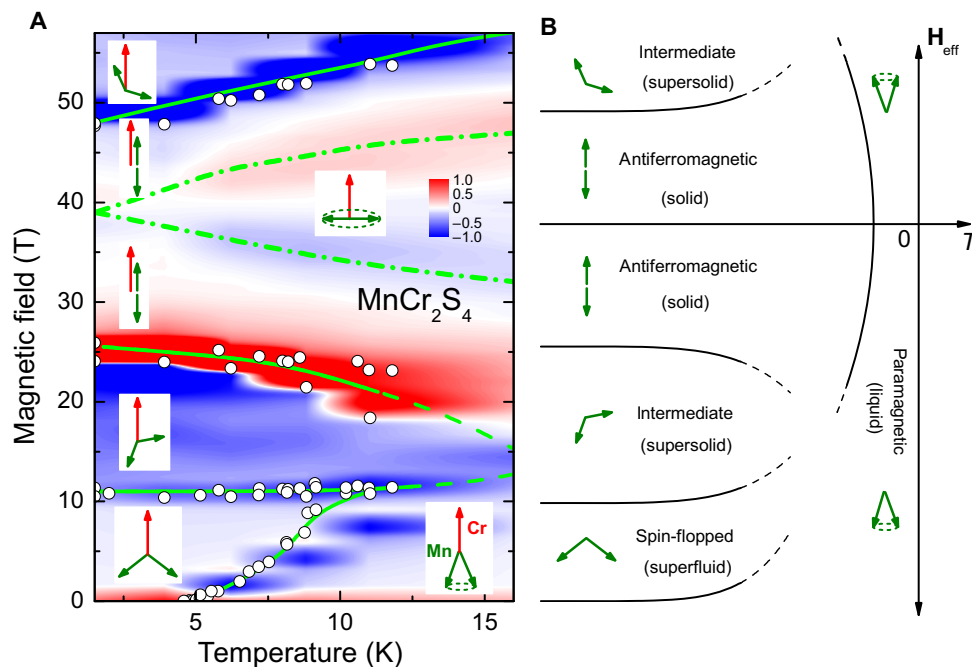 A
Magnetic field (T)
50
40
30
20
10
0
5
10
15
Temperature (K)
1.0
0.5
0
−0.5
−1.0
MnCr2S4
Cr
Mn
B
Heff
Intermediate
(supersolid)
Antiferromagnetic
(solid)
0
T
Antiferromagnetic
(solid)
Intermediate
(supersolid)
Paramagnetic
(liquid)
Spin-flopped
(superfluid)